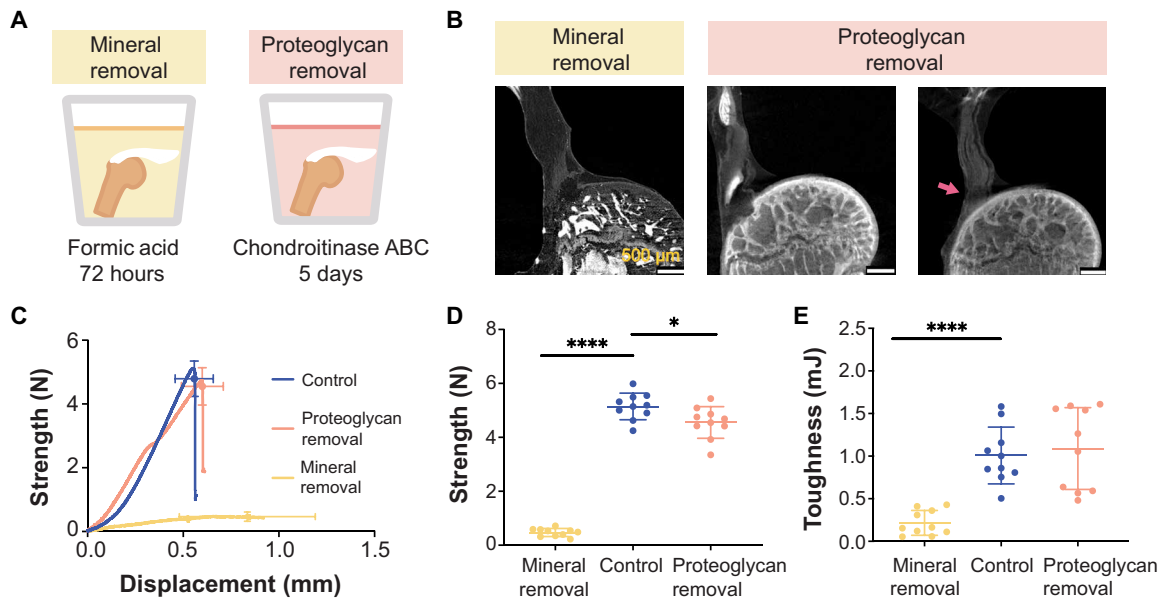 A
Mineral
removal
Proteoglycan
removal
Formic acid
72 hours
Chondroitinase ABC
5 days
B
Mineral
removal
Proteoglycan
removal
500 µm
C
Strength (N)
6
4
2
0
0.0
0.5
1.0
1.5
Displacement (mm)
Control
Proteoglycan
removal
Mineral
removal
D
Strength (N)
8
6
4
2
0
****
*
Mineral
removal
Control
Proteoglycan
removal
E
Toughness (mJ)
2.5
2.0
1.5
1.0
0.5
0.0
****
Mineral
removal
Control
Proteoglycan
removal